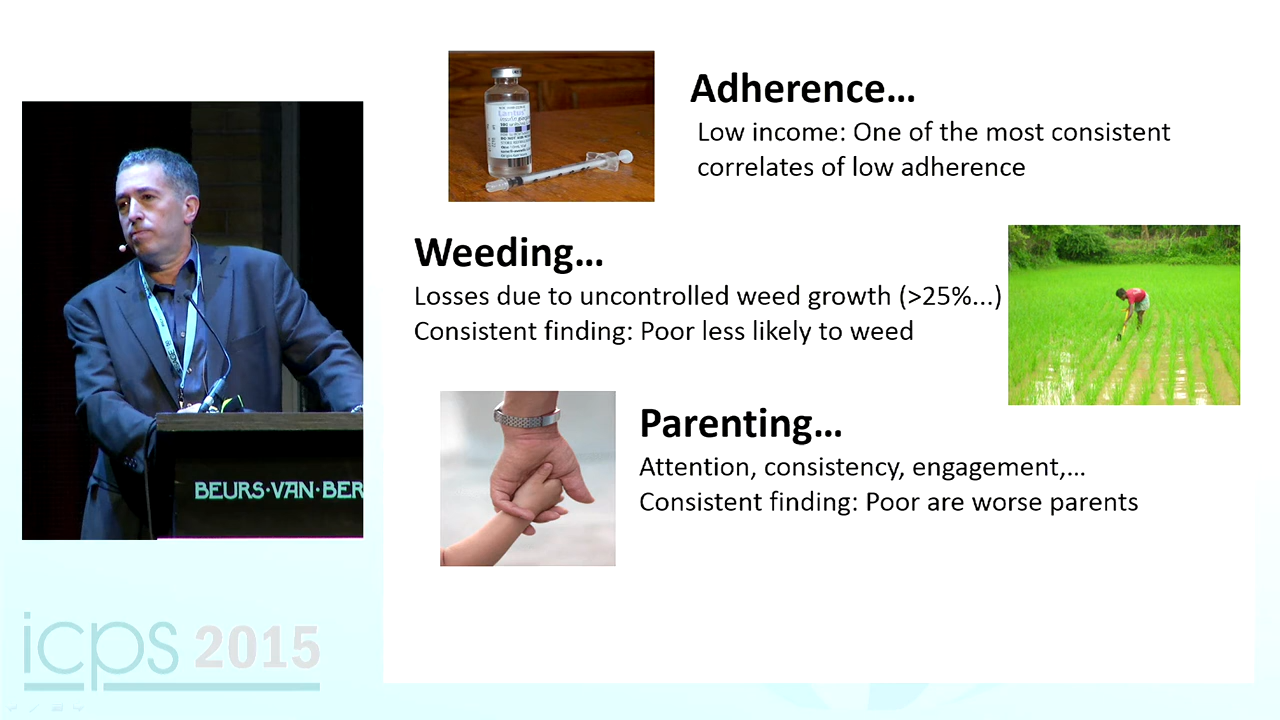 Adherence...
Low income: One of the most consistent
correlates of low adherence
Lantus
Weeding...
Losses due to uncontrolled weed growth (>25%...)
Consistent finding: Poor less likely to weed
Parenting...
Attention, consistency, engagement,...
Consistent finding: Poor are worse parents
BEURS·VAN·BER
icps 2015